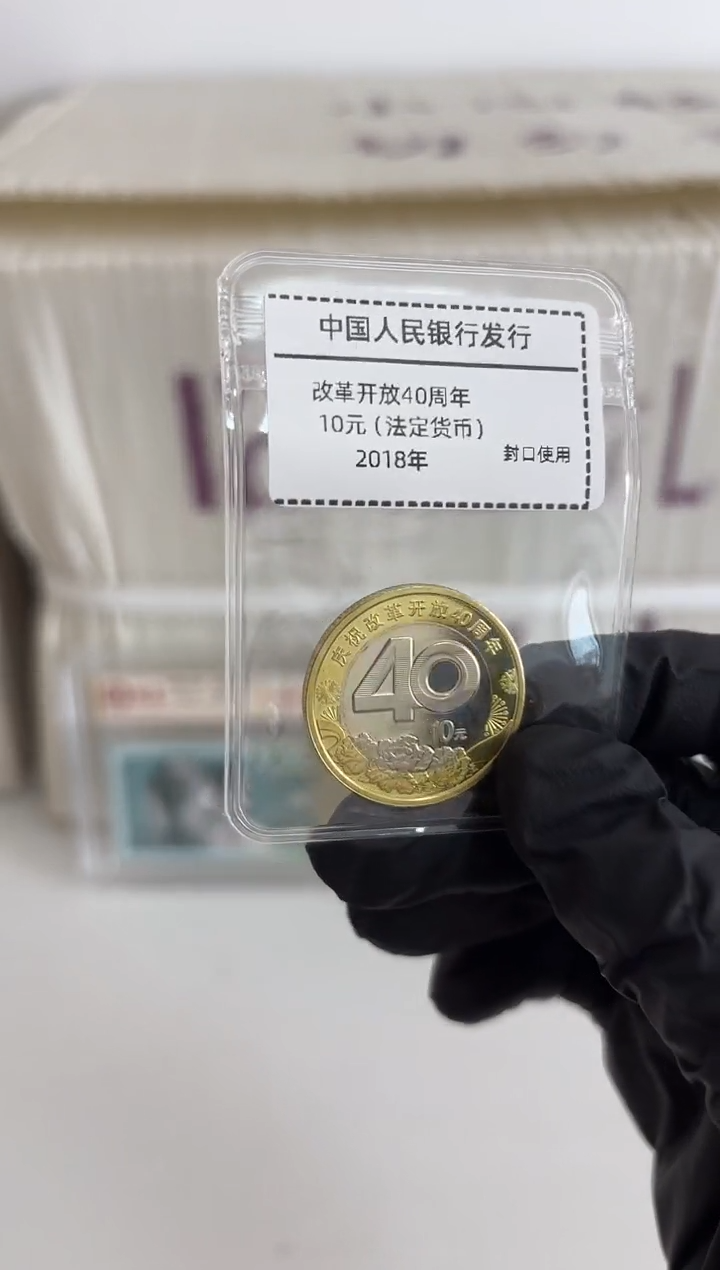 中国人民银行发行
改革开放40周年
10元（法定货币）
2018年
封口使用
庆祝改革开放40周年
40
10元